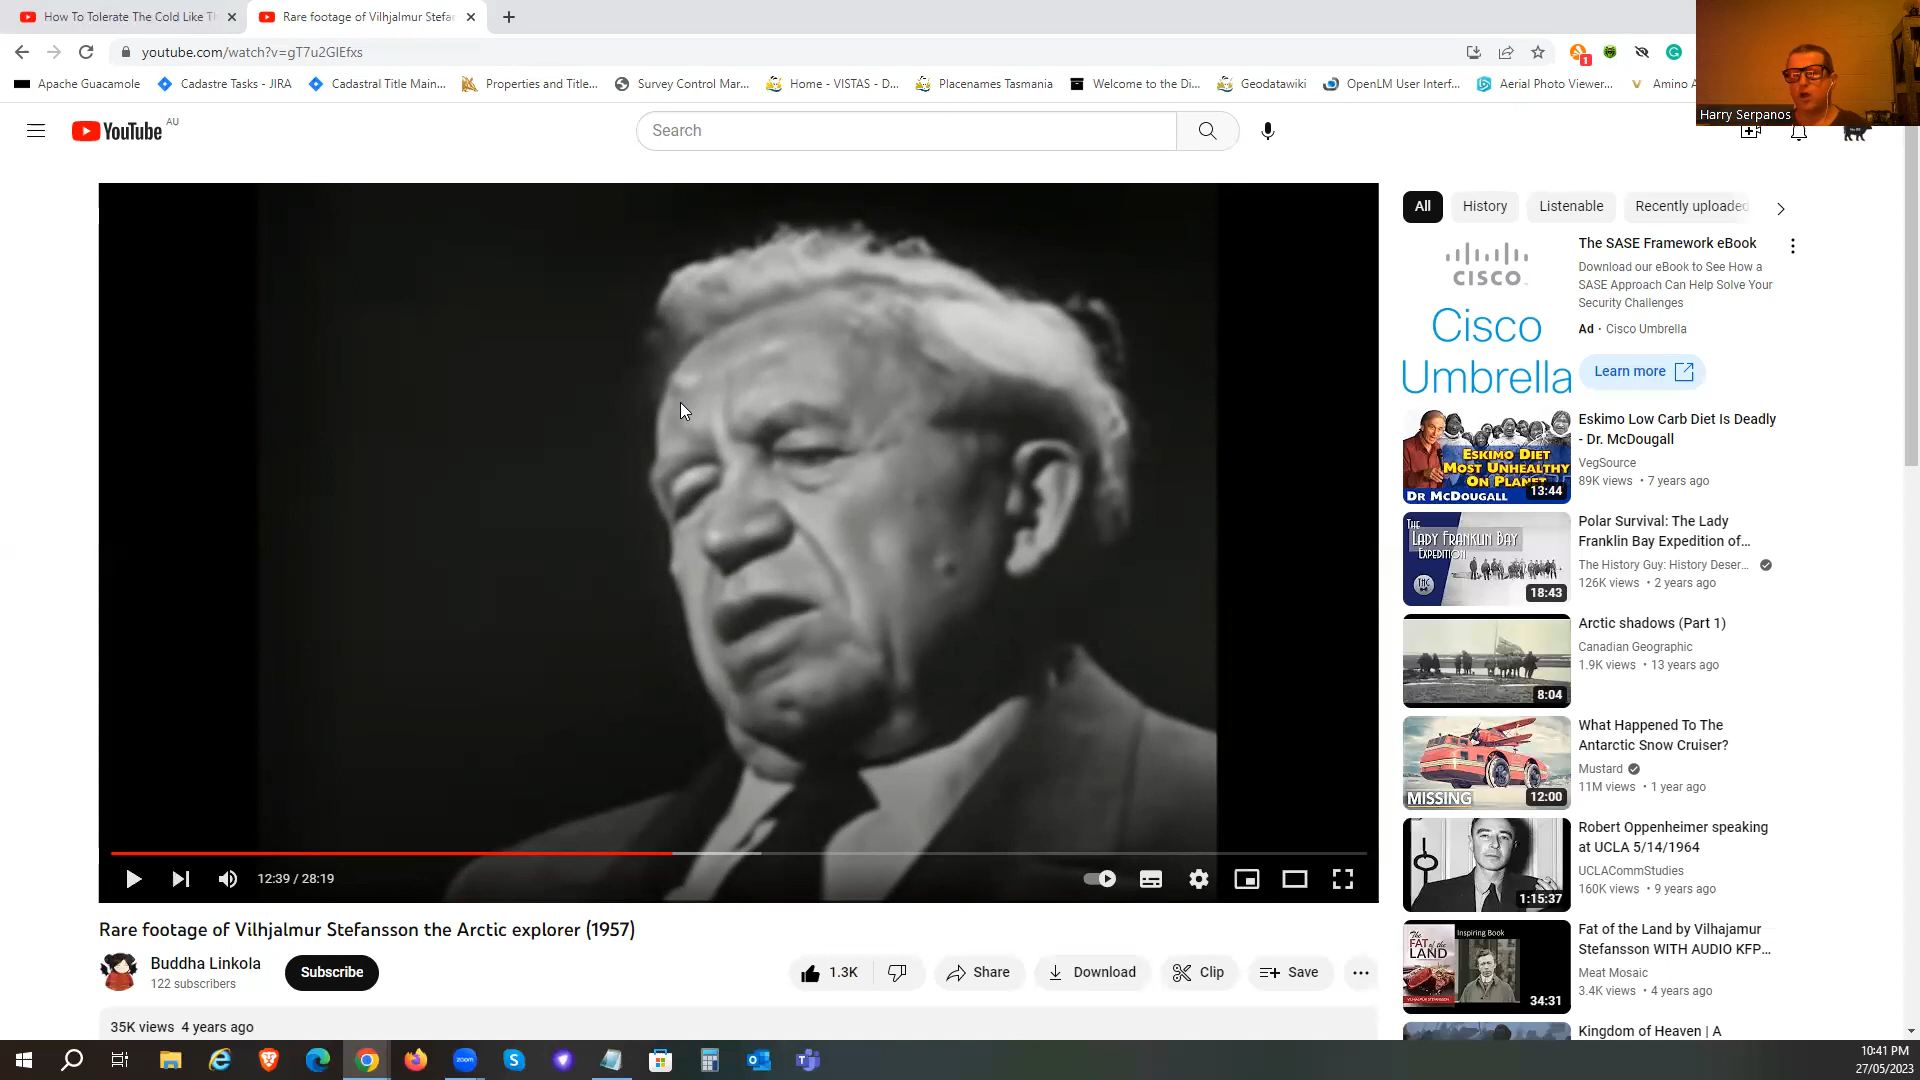 How To Tolerate The Cold Like Th
Rare footage of Vilhjalmur Stefan
youtube.com/watch?v=gT7u2GlEfxs
1
Apache Guacamole
Cadastre Tasks - JIRA
Cadastral Title Main...
Properties and Title...
Survey Control Mar...
Home - VISTAS - D...
Placenames Tasmania
Welcome to the Di...
Geodatawiki
OpenLM User Interf...
Aerial Photo Viewer...
Amino A
Harry Serpanos
YouTube AU
Search
All
History
Listenable
Recently uploaded
CISCO
Cisco
Umbrella
The SASE Framework eBook
Download our eBook to See How a
SASE Approach Can Help Solve Your
Security Challenges
Ad · Cisco Umbrella
Learn more
ESKIMO DIET
MOST UNHEALTHY
ON PLANET
DR MCDOUGALL
13:44
Eskimo Low Carb Diet Is Deadly
- Dr. McDougall
VegSource
89K views • 7 years ago
THE
LADY FRANKLIN BAY
EXPEDITION
THG
18:43
Polar Survival: The Lady
Franklin Bay Expedition of...
The History Guy: History Deser...
126K views • 2 years ago
8:04
Arctic shadows (Part 1)
Canadian Geographic
1.9K views • 13 years ago
MISSING
12:00
What Happened To The
Antarctic Snow Cruiser?
Mustard
11M views • 1 year ago
1:15:37
Robert Oppenheimer speaking
at UCLA 5/14/1964
UCLACommStudies
160K views • 9 years ago
The
FAT of the
LAND
Inspiring Book
34:31
Fat of the Land by Vilhajamur
Stefansson WITH AUDIO KFP...
Meat Mosaic
3.4K views • 4 years ago
Kingdom of Heaven | A
12:39 / 28:19
Rare footage of Vilhjalmur Stefansson the Arctic explorer (1957)
Buddha Linkola
122 subscribers
Subscribe
1.3K
Share
Download
Clip
Save
35K views 4 years ago
zoom
10:41 PM
27/05/2023